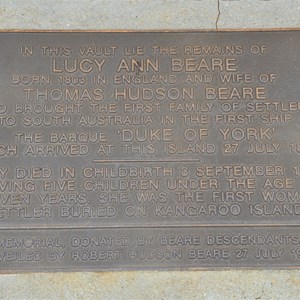 IN THIS VAULT LIE THE REMAINS OF
LUCY ANN BEARE
BORN 1803 IN ENGLAND AND WIFE OF
THOMAS HUDSON BEARE
BROUGHT THE FIRST FAMILY OF SETTLE
TO SOUTH AUSTRALIA IN THE FIRST SHIP
THE BARQUE 'DUKE OF YORK'
CH ARRIVED AT THIS ISLAND 27 JULY 18
Y DIED IN CHILDBIRTH 3 SEPTEMBER 1
VING FIVE CHILDREN UNDER THE AGE
EVEN YEARS. SHE WAS THE FIRST WOM
ETTLER BURIED ON KANGAROO ISLAN
MEMORIAL, DONATED BY BEARE DESCENDANTS
VEILED BY ROBERT HUDSON BEARE 27 JULY